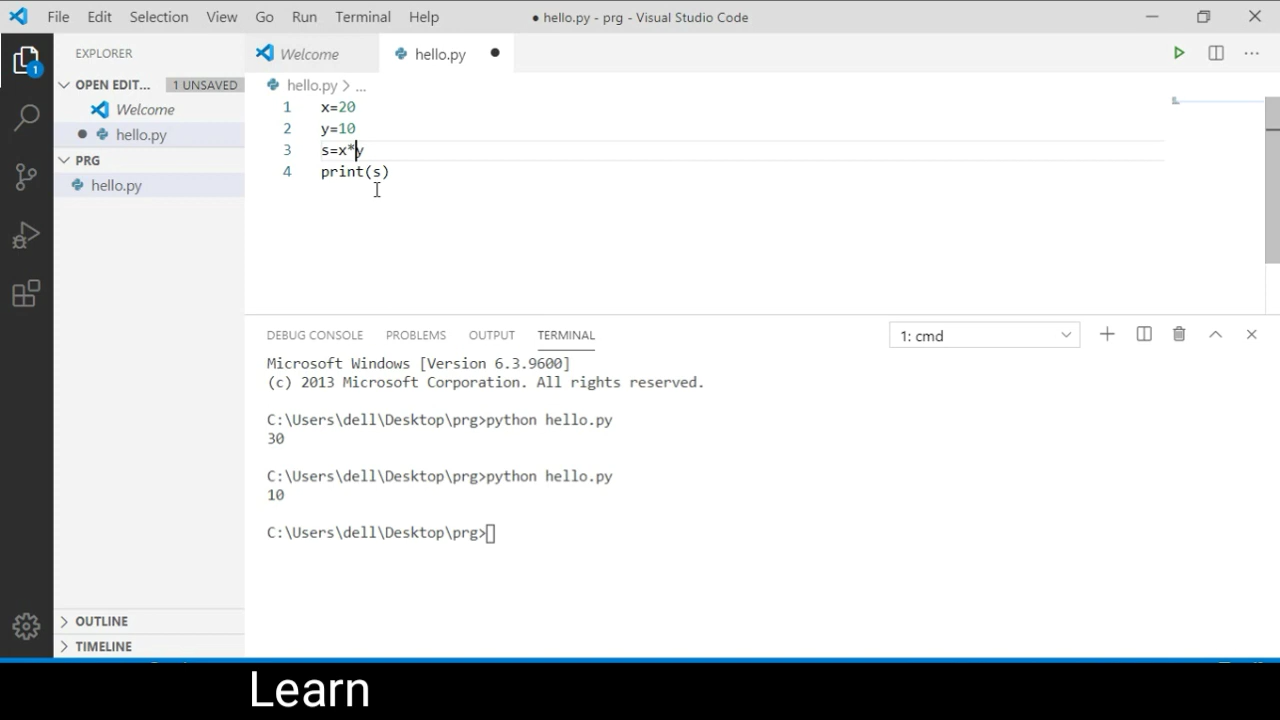 File Edit Selection View Go Run Terminal Help ● hello.py - prg - Visual Studio Code
EXPLORER
Welcome hello.py ●
OPEN EDIT... 1 UNSAVED
hello.py > ...
Welcome
● hello.py
PRG
hello.py
1
1 x=20
2 y=10
3 s=x*y
4 print(s)
DEBUG CONSOLE PROBLEMS OUTPUT TERMINAL 1: cmd
Microsoft Windows [Version 6.3.9600]
(c) 2013 Microsoft Corporation. All rights reserved.
C:\Users\dell\Desktop\prg>python hello.py
30
C:\Users\dell\Desktop\prg>python hello.py
10
C:\Users\dell\Desktop\prg>
OUTLINE
TIMELINE
Learn